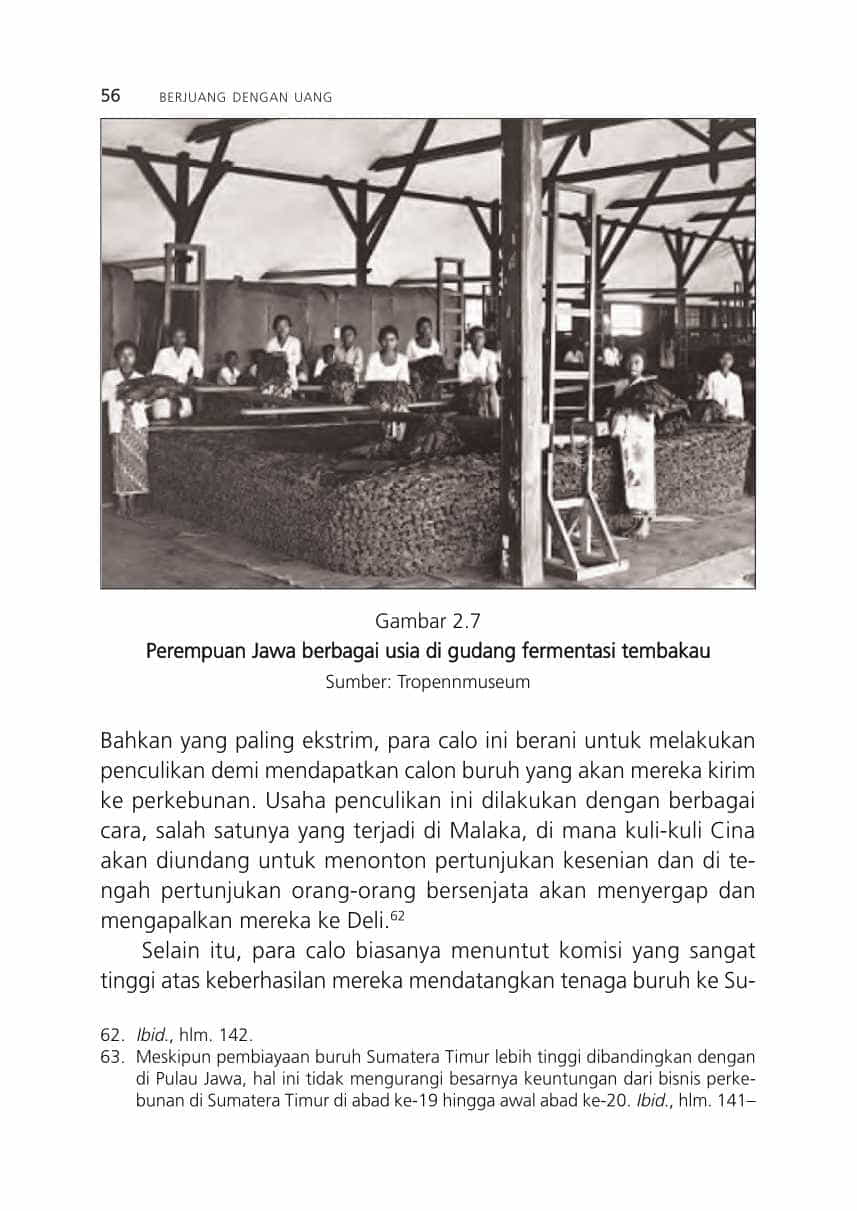 56 BERJUANG DENGAN UANG
Gambar 2.7
Perempuan Jawa berbagai usia di gudang fermentasi tembakau
Sumber: Tropennmuseum
Bahkan yang paling ekstrim, para calo ini berani untuk melakukan
penculikan demi mendapatkan calon buruh yang akan mereka kirim
ke perkebunan. Usaha penculikan ini dilakukan dengan berbagai
cara, salah satunya yang terjadi di Malaka, di mana kuli-kuli Cina
akan diundang untuk menonton pertunjukan kesenian dan di te-
ngah pertunjukan orang-orang bersenjata akan menyergap dan
mengapalkan mereka ke Deli.62
Selain itu, para calo biasanya menuntut komisi yang sangat
tinggi atas keberhasilan mereka mendatangkan tenaga buruh ke Su-
62. Ibid., hlm. 142.
63. Meskipun pembiayaan buruh Sumatera Timur lebih tinggi dibandingkan dengan
di Pulau Jawa, hal ini tidak mengurangi besarnya keuntungan dari bisnis perke-
bunan di Sumatera Timur di abad ke-19 hingga awal abad ke-20. Ibid., hlm. 141–